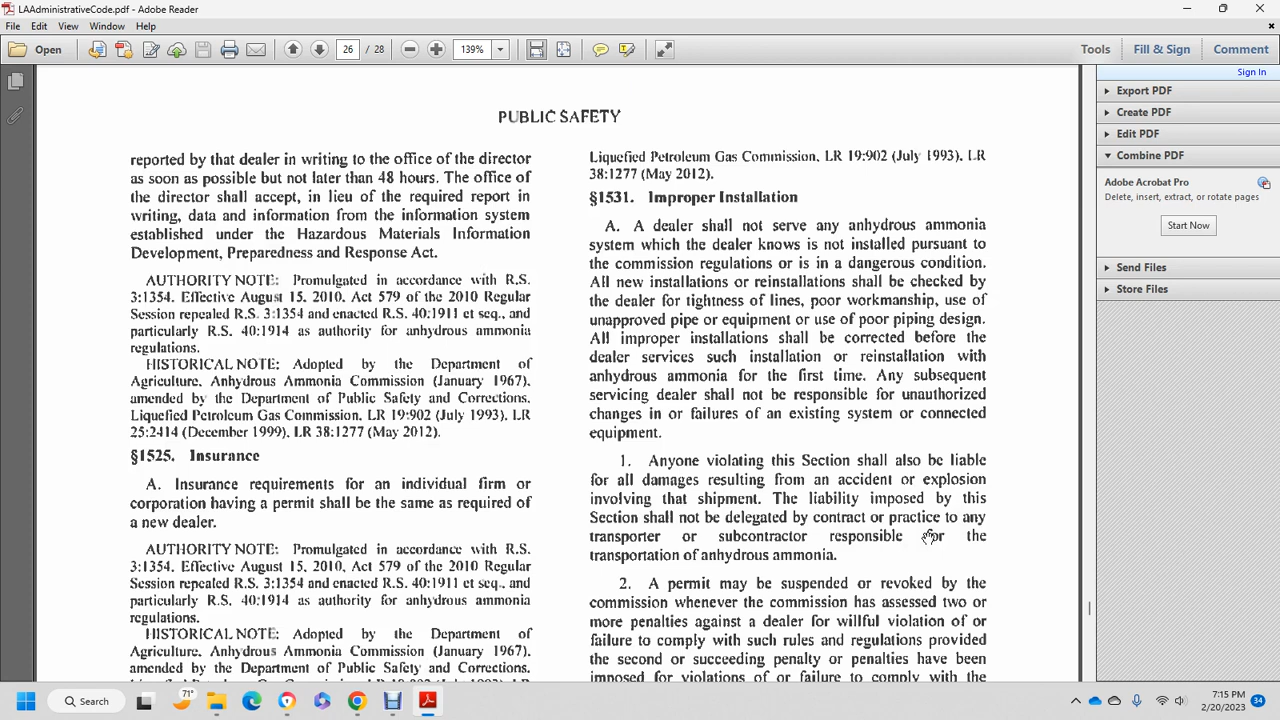 LAAdministrativeCode.pdf - Adobe Reader
File Edit View Window Help
Open 26 / 28 139% Tools Fill & Sign Comment
Sign In
Export PDF
Create PDF
Edit PDF
Combine PDF
Adobe Acrobat Pro
Delete, insert, extract, or rotate pages
Start Now
Send Files
Store Files
PUBLIC SAFETY
reported by that dealer in writing to the office of the director
as soon as possible but not later than 48 hours. The office of
the director shall accept, in lieu of the required report in
writing, data and information from the information system
established under the Hazardous Materials Information
Development, Preparedness and Response Act.
AUTHORITY NOTE: Promulgated in accordance with R.S.
3:1354. Effective August 15, 2010, Act 579 of the 2010 Regular
Session repealed R.S. 3:1354 and enacted R.S. 40:1911 et seq., and
particularly R.S. 40:1914 as authority for anhydrous ammonia
regulations.
HISTORICAL NOTE: Adopted by the Department of
Agriculture, Anhydrous Ammonia Commission (January 1967),
amended by the Department of Public Safety and Corrections,
Liquefied Petroleum Gas Commission, LR 19:902 (July 1993), LR
25:2414 (December 1999), LR 38:1277 (May 2012).
§1525. Insurance
A. Insurance requirements for an individual firm or
corporation having a permit shall be the same as required of
a new dealer.
AUTHORITY NOTE: Promulgated in accordance with R.S.
3:1354. Effective August 15, 2010, Act 579 of the 2010 Regular
Session repealed R.S. 3:1354 and enacted R.S. 40:1911 et seq., and
particularly R.S. 40:1914 as authority for anhydrous ammonia
regulations.
HISTORICAL NOTE: Adopted by the Department of
Agriculture, Anhydrous Ammonia Commission (January 1967),
amended by the Department of Public Safety and Corrections,
Liquefied Petroleum Gas Commission, LR 19:902 (July 1993), LR
38:1277 (May 2012).
§1531. Improper Installation
A. A dealer shall not serve any anhydrous ammonia
system which the dealer knows is not installed pursuant to
the commission regulations or is in a dangerous condition.
All new installations or reinstallations shall be checked by
the dealer for tightness of lines, poor workmanship, use of
unapproved pipe or equipment or use of poor piping design.
All improper installations shall be corrected before the
dealer services such installation or reinstallation with
anhydrous ammonia for the first time. Any subsequent
servicing dealer shall not be responsible for unauthorized
changes in or failures of an existing system or connected
equipment.
1. Anyone violating this Section shall also be liable
for all damages resulting from an accident or explosion
involving that shipment. The liability imposed by this
Section shall not be delegated by contract or practice to any
transporter or subcontractor responsible for the
transportation of anhydrous ammonia.
2. A permit may be suspended or revoked by the
commission whenever the commission has assessed two or
more penalties against a dealer for willful violation of or
failure to comply with such rules and regulations provided
the second or succeeding penalty or penalties have been
imposed for violations of or failure to comply with the
71°
Search
7:15 PM
2/20/2023
34